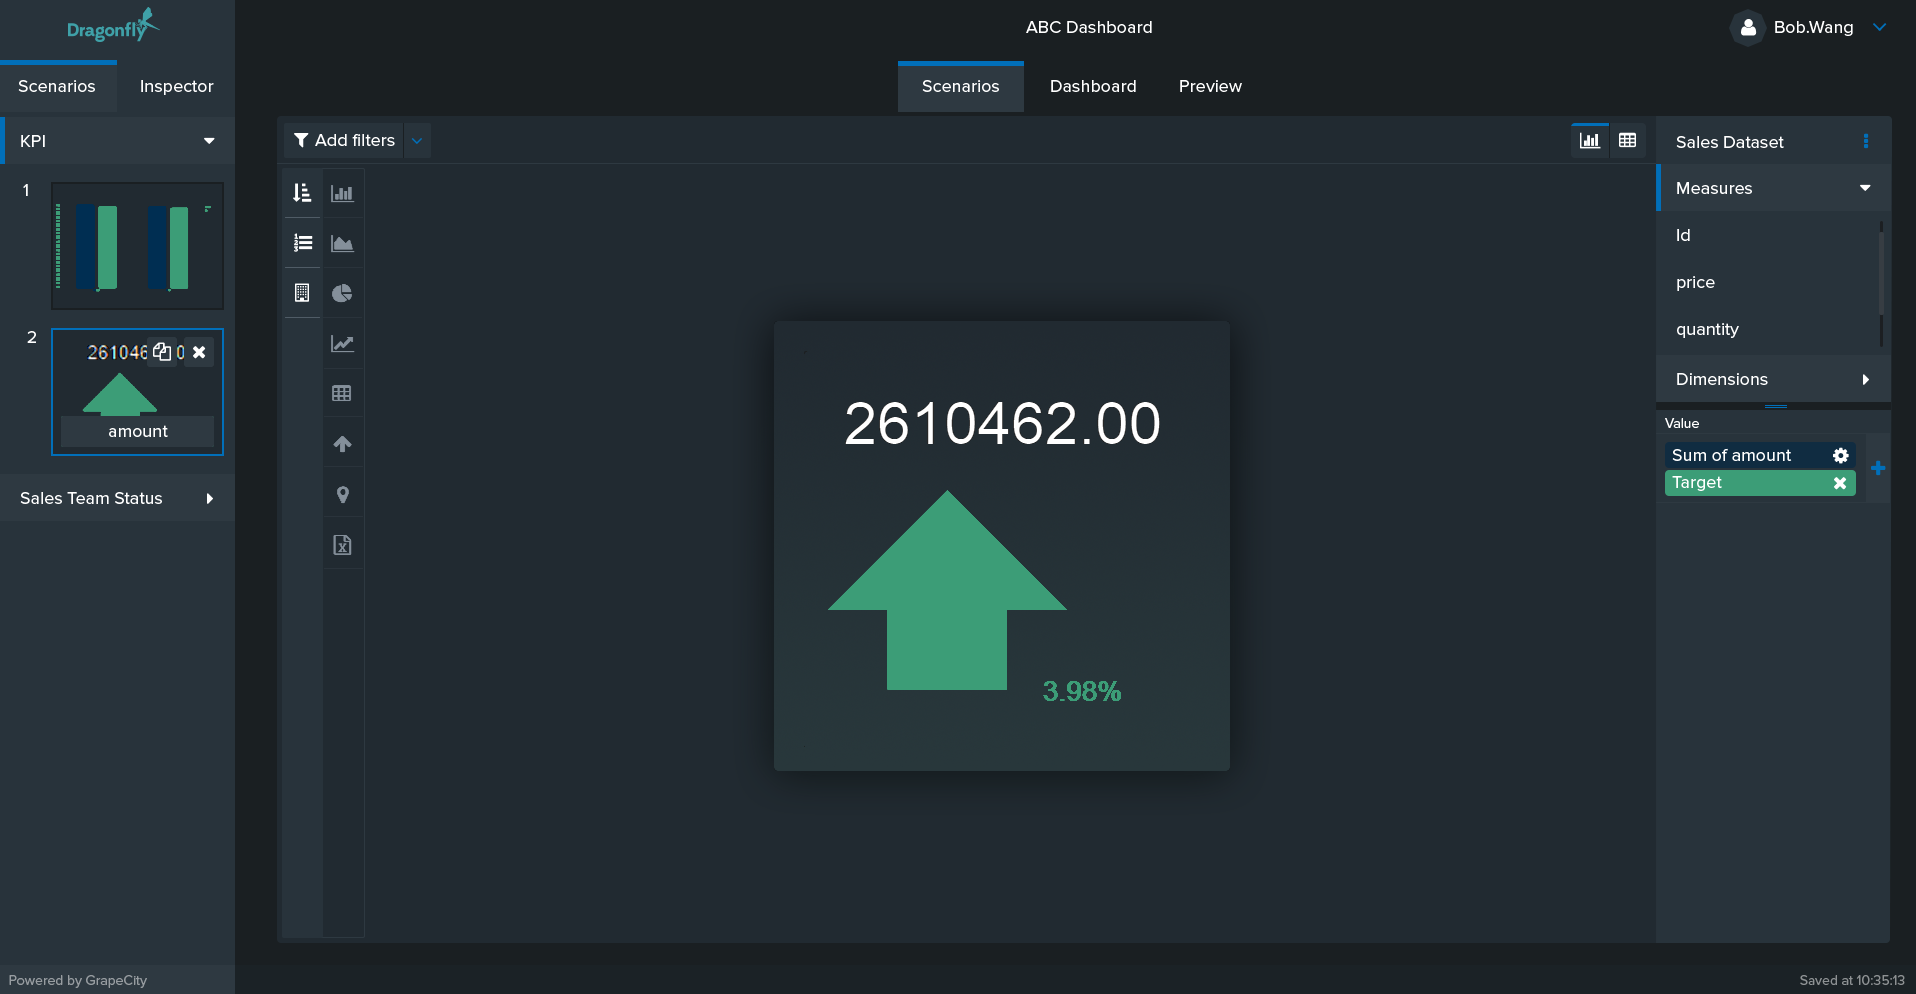 Dragonfly
ABC Dashboard
Bob.Wang
Scenarios
Inspector
Scenarios
Dashboard
Preview
KPI
1
2
amount
Sales Team Status
Add filters
2610462.00
3.98%
Sales Dataset
Measures
Id
price
quantity
Dimensions
Value
Sum of amount
Target
Powered by GrapeCity
Saved at 10:35:13